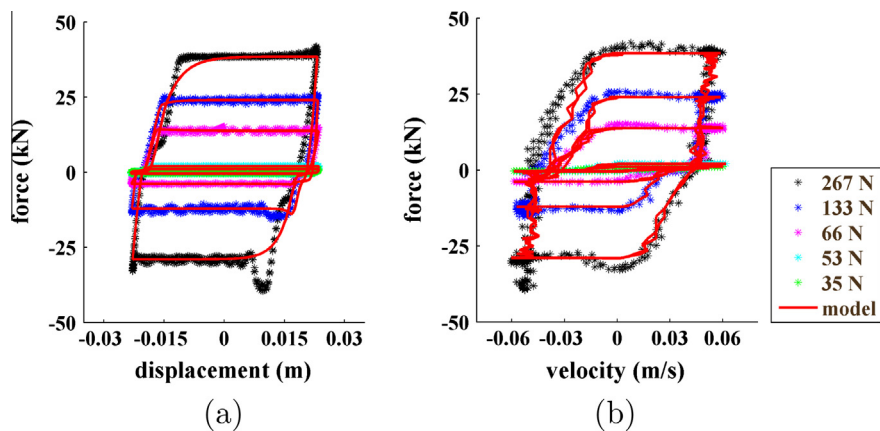 50
25
0
-25
-50
force (kN)
-0.03 -0.015 0 0.015 0.03
displacement (m)
(a)
50
25
0
-25
-50
force (kN)
-0.06 -0.03 0 0.03 0.06
velocity (m/s)
(b)
267 N
133 N
66 N
53 N
35 N
model